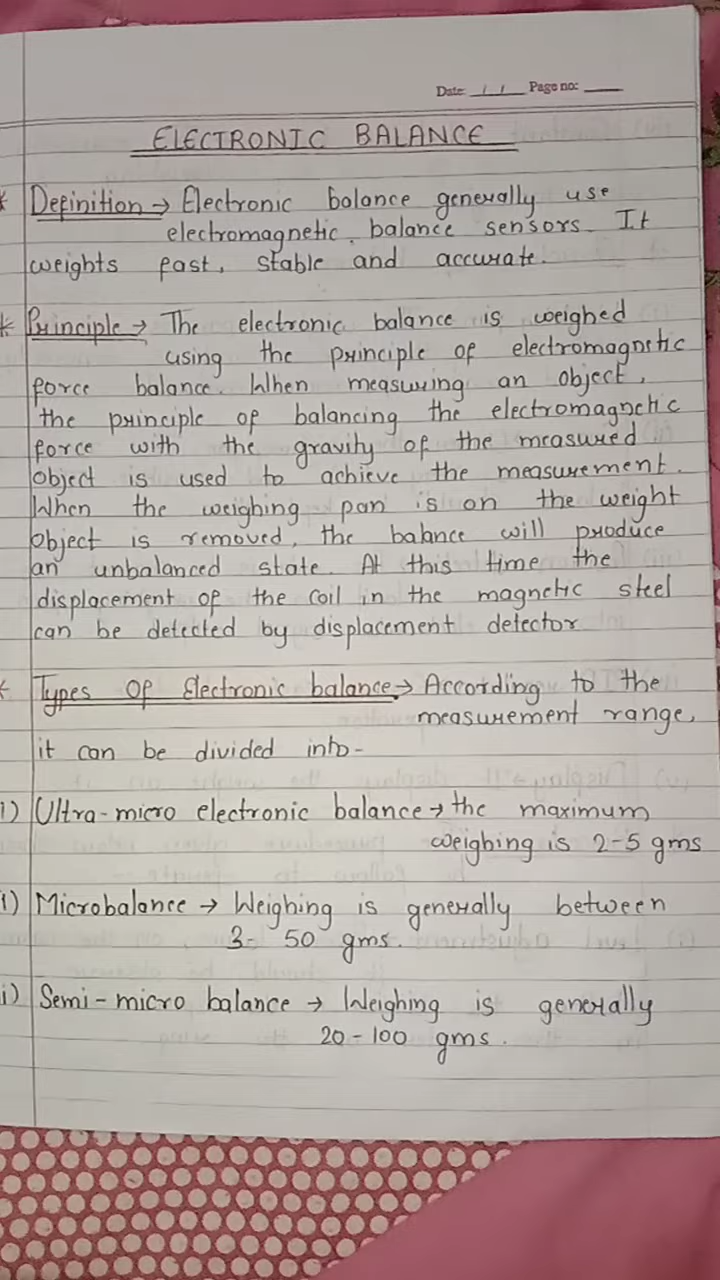 Date: __/__/__ Page no: ____
ELECTRONIC BALANCE
* Definition → Electronic balance generally use
electromagnetic balance sensors. It
weights fast, stable and accurate.
* Principle → The electronic balance is weighed
using the principle of electromagnetic
force balance. When measuring an object,
the principle of balancing the electromagnetic
force with the gravity of the measured
object is used to achieve the measurement.
When the weighing pan is on the weight
object is removed, the balance will produce
an unbalanced state. At this time the
displacement of the coil in the magnetic steel
can be detected by displacement detector
* Types Of Electronic balance → According to the
measurement range,
it can be divided into-
i) Ultra-micro electronic balance → the maximum
weighing is 2-5 gms
i) Microbalance → Weighing is generally between
3- 50 gms.
i) Semi-micro balance → Weighing is generally
20-100 gms.